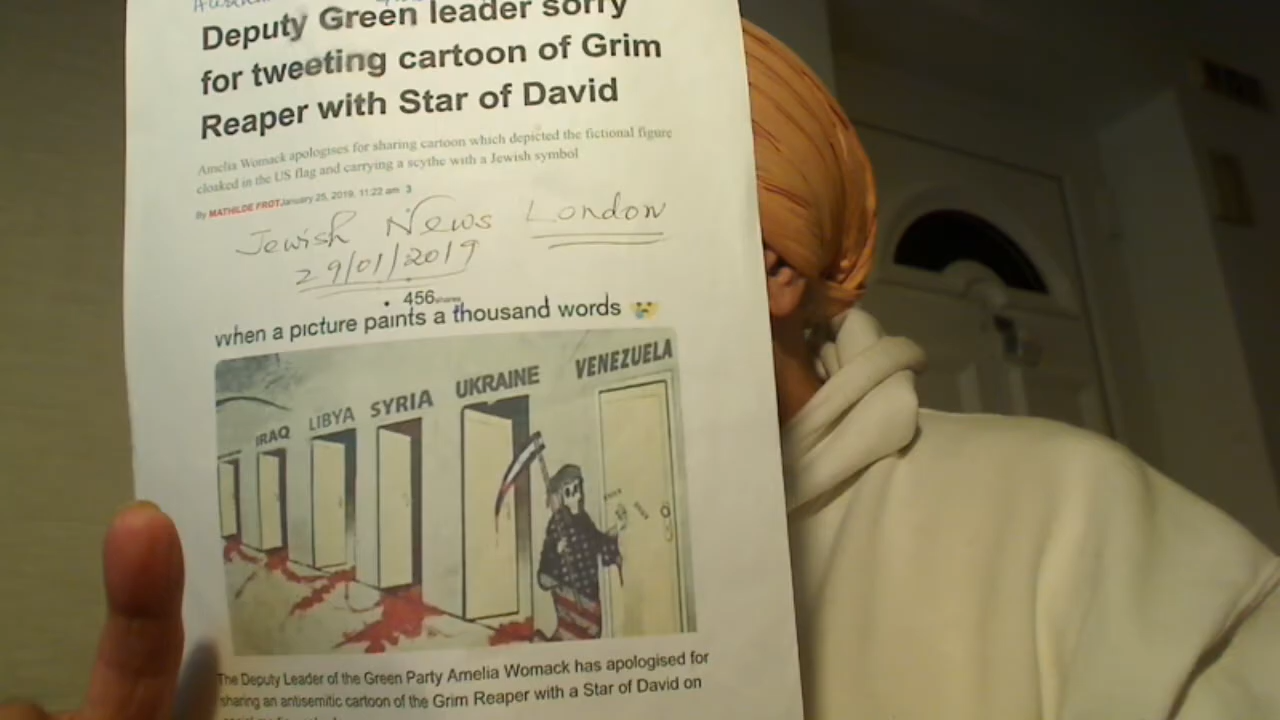 Deputy Green leader sorry
for tweeting cartoon of Grim
Reaper with Star of David
Amelia Womack apologises for sharing cartoon which depicted the fictional figure
cloaked in the US flag and carrying a scythe with a Jewish symbol
By MATHILDE FROT January 25, 2019, 11:22 am 3
Jewish News London
29/01/2019
• 456 shares
when a picture paints a thousand words
IRAQ LIBYA SYRIA UKRAINE VENEZUELA
KNOCK KNOCK
The Deputy Leader of the Green Party Amelia Womack has apologised for
sharing an antisemitic cartoon of the Grim Reaper with a Star of David on